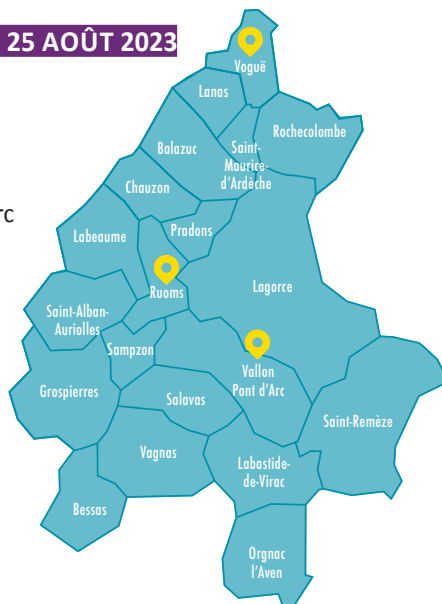 25 AOÛT 2023
Voguë
Lanas
Rochecolombe
Balazuc
Saint-
Maurice-
d'Ardèche
Chauzon
rc
Pradons
Labeaume
Lagorce
Ruoms
Saint-Alban-
Auriolles
Sampzon
Vallon
Pont d'Arc
Grospierres
Salavas
Saint-Remèze
Vagnas
Labastide-
de-Virac
Bessas
Orgnac
l'Aven